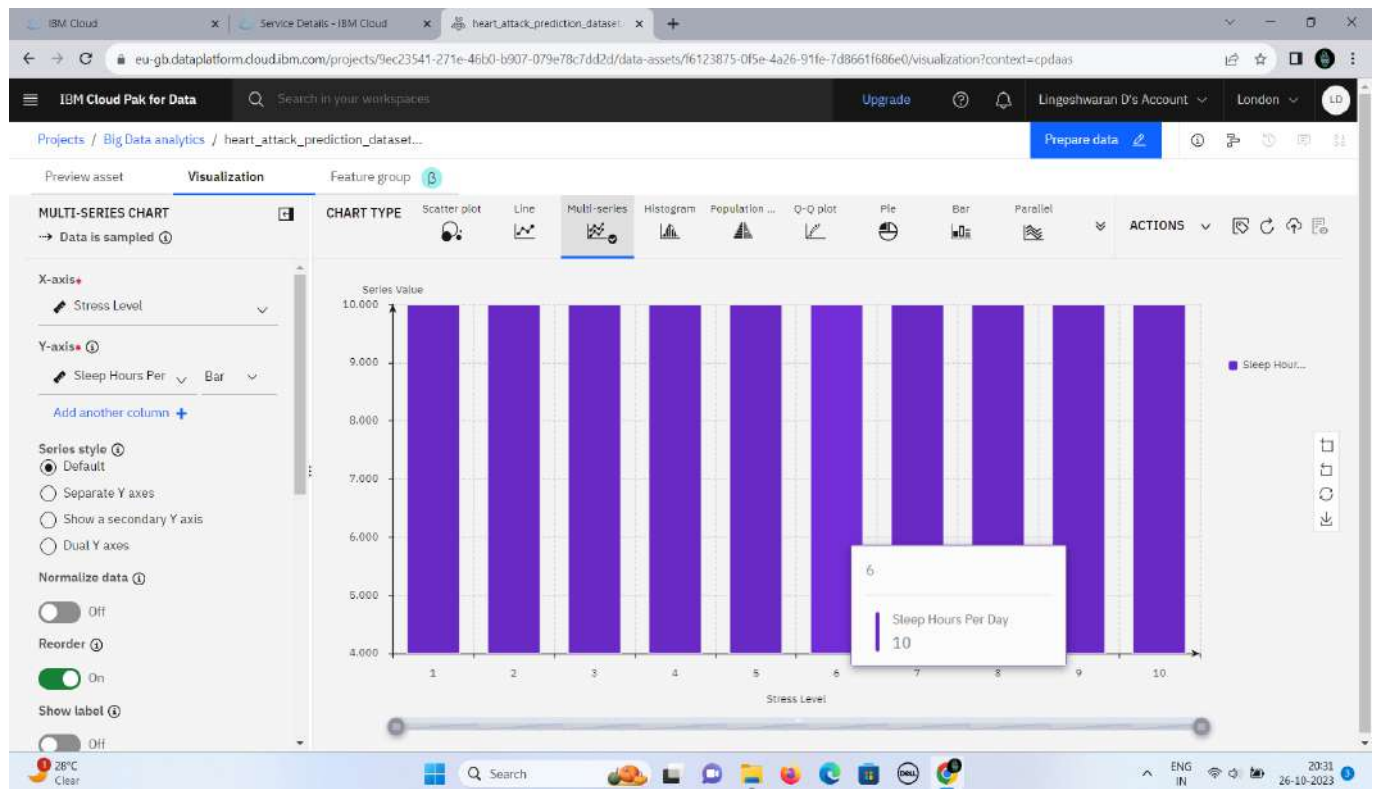 IBM Cloud
Service Details - IBM Cloud
heart_attack_prediction_dataset
eu-gb.dataplatform.cloud.ibm.com/projects/9ec23541-271e-46b0-b907-079e78c7dd2d/data-assets/f6123875-0f5e-4a26-91fe-7d8661f686e0/visualization?context=cpdaas
IBM Cloud Pak for Data
Search in your workspaces
Upgrade
Lingeshwaran D's Account
London
LD
Projects / Big Data analytics / heart_attack_prediction_dataset...
Prepare data
Preview asset
Visualization
Feature group β
MULTI-SERIES CHART
Data is sampled
CHART TYPE
Scatter plot
Line
Multi-series
Histogram
Population ...
Q-Q plot
Pie
Bar
Parallel
ACTIONS
X-axis*
Stress Level
Y-axis*
Sleep Hours Per
Bar
Add another column +
Series style
Default
Separate Y axes
Show a secondary Y axis
Dual Y axes
Normalize data
Off
Reorder
On
Show label
Off
Series Value
10.000
9.000
8.000
7.000
6.000
5.000
4.000
1 2 3 4 5 6 7 8 9 10
Stress Level
6
Sleep Hours Per Day
10
Sleep Hour...
28°C
Clear
Search
DELL
ENG
IN
20:31
26-10-2023